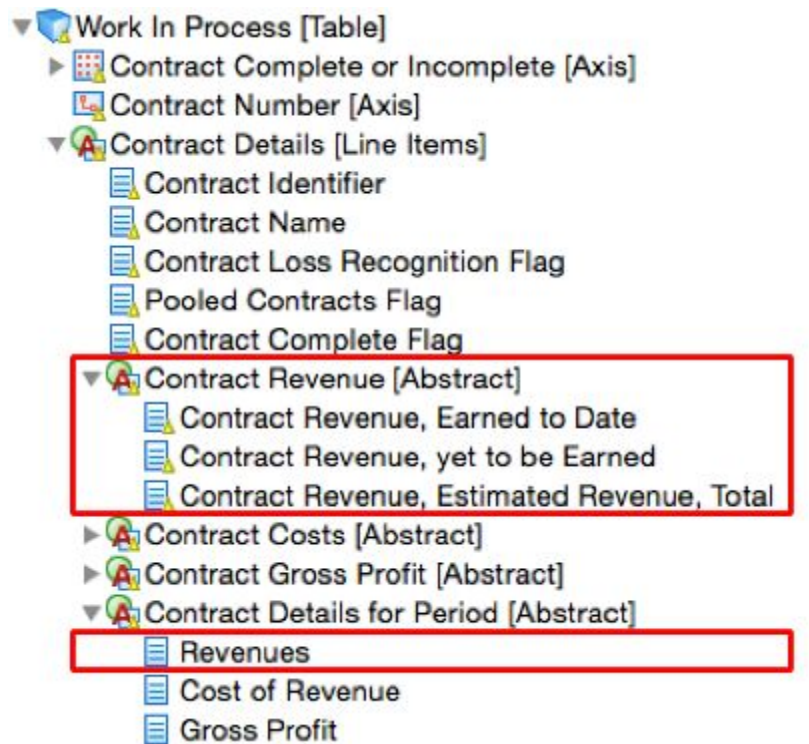 Work In Process [Table]
Contract Complete or Incomplete [Axis]
Contract Number [Axis]
Contract Details [Line Items]
Contract Identifier
Contract Name
Contract Loss Recognition Flag
Pooled Contracts Flag
Contract Complete Flag
Contract Revenue [Abstract]
Contract Revenue, Earned to Date
Contract Revenue, yet to be Earned
Contract Revenue, Estimated Revenue, Total
Contract Costs [Abstract]
Contract Gross Profit [Abstract]
Contract Details for Period [Abstract]
Revenues
Cost of Revenue
Gross Profit